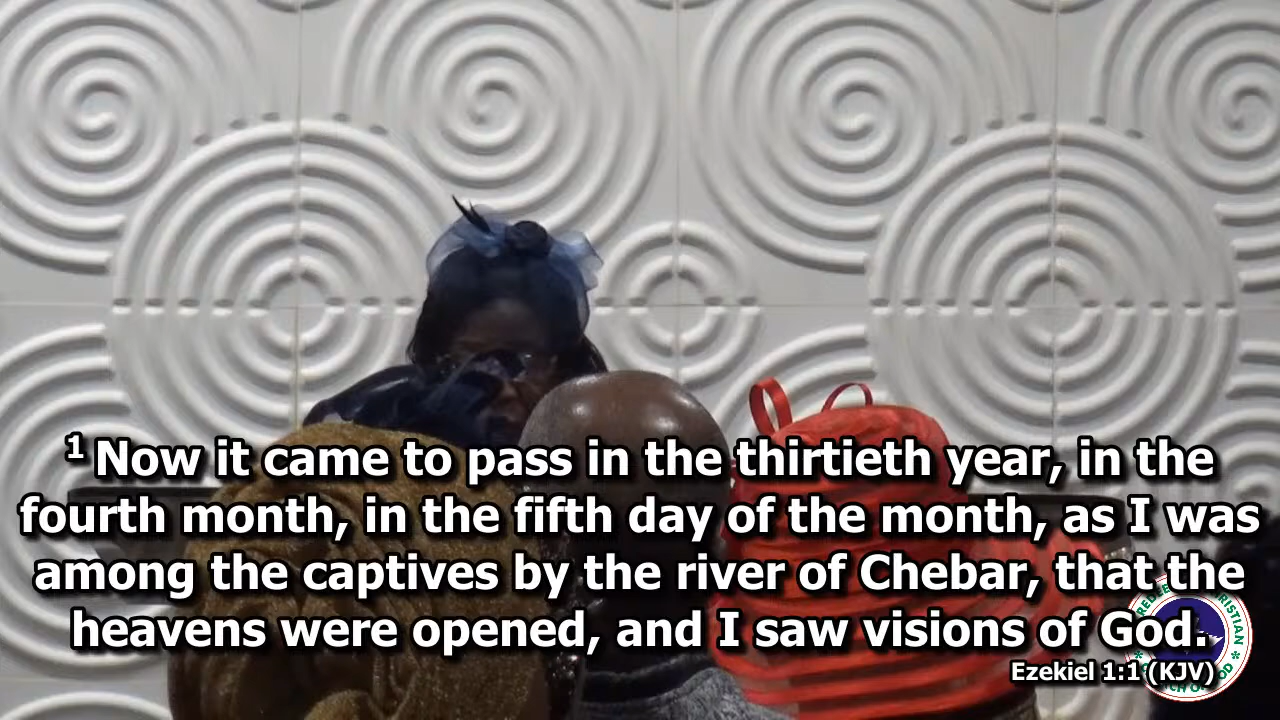 1 Now it came to pass in the thirtieth year, in the
fourth month, in the fifth day of the month, as I was
among the captives by the river of Chebar, that the
heavens were opened, and I saw visions of God.
Ezekiel 1:1 (KJV)